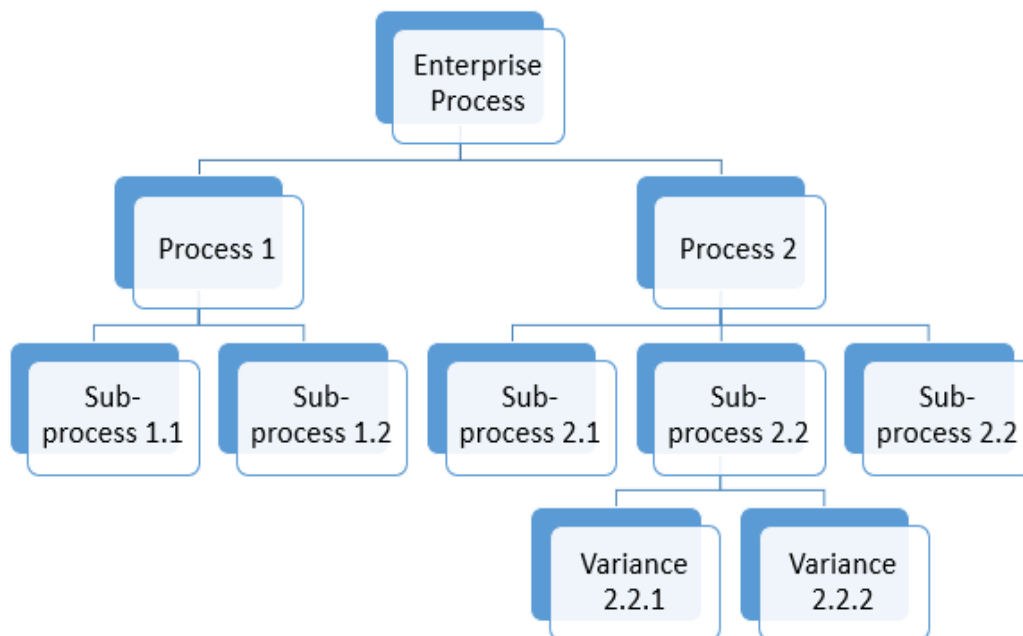 Enterprise
Process
Process 1
Process 2
Sub-
process 1.1
Sub-
process 1.2
Sub-
process 2.1
Sub-
process 2.2
Sub-
process 2.2
Variance
2.2.1
Variance
2.2.2